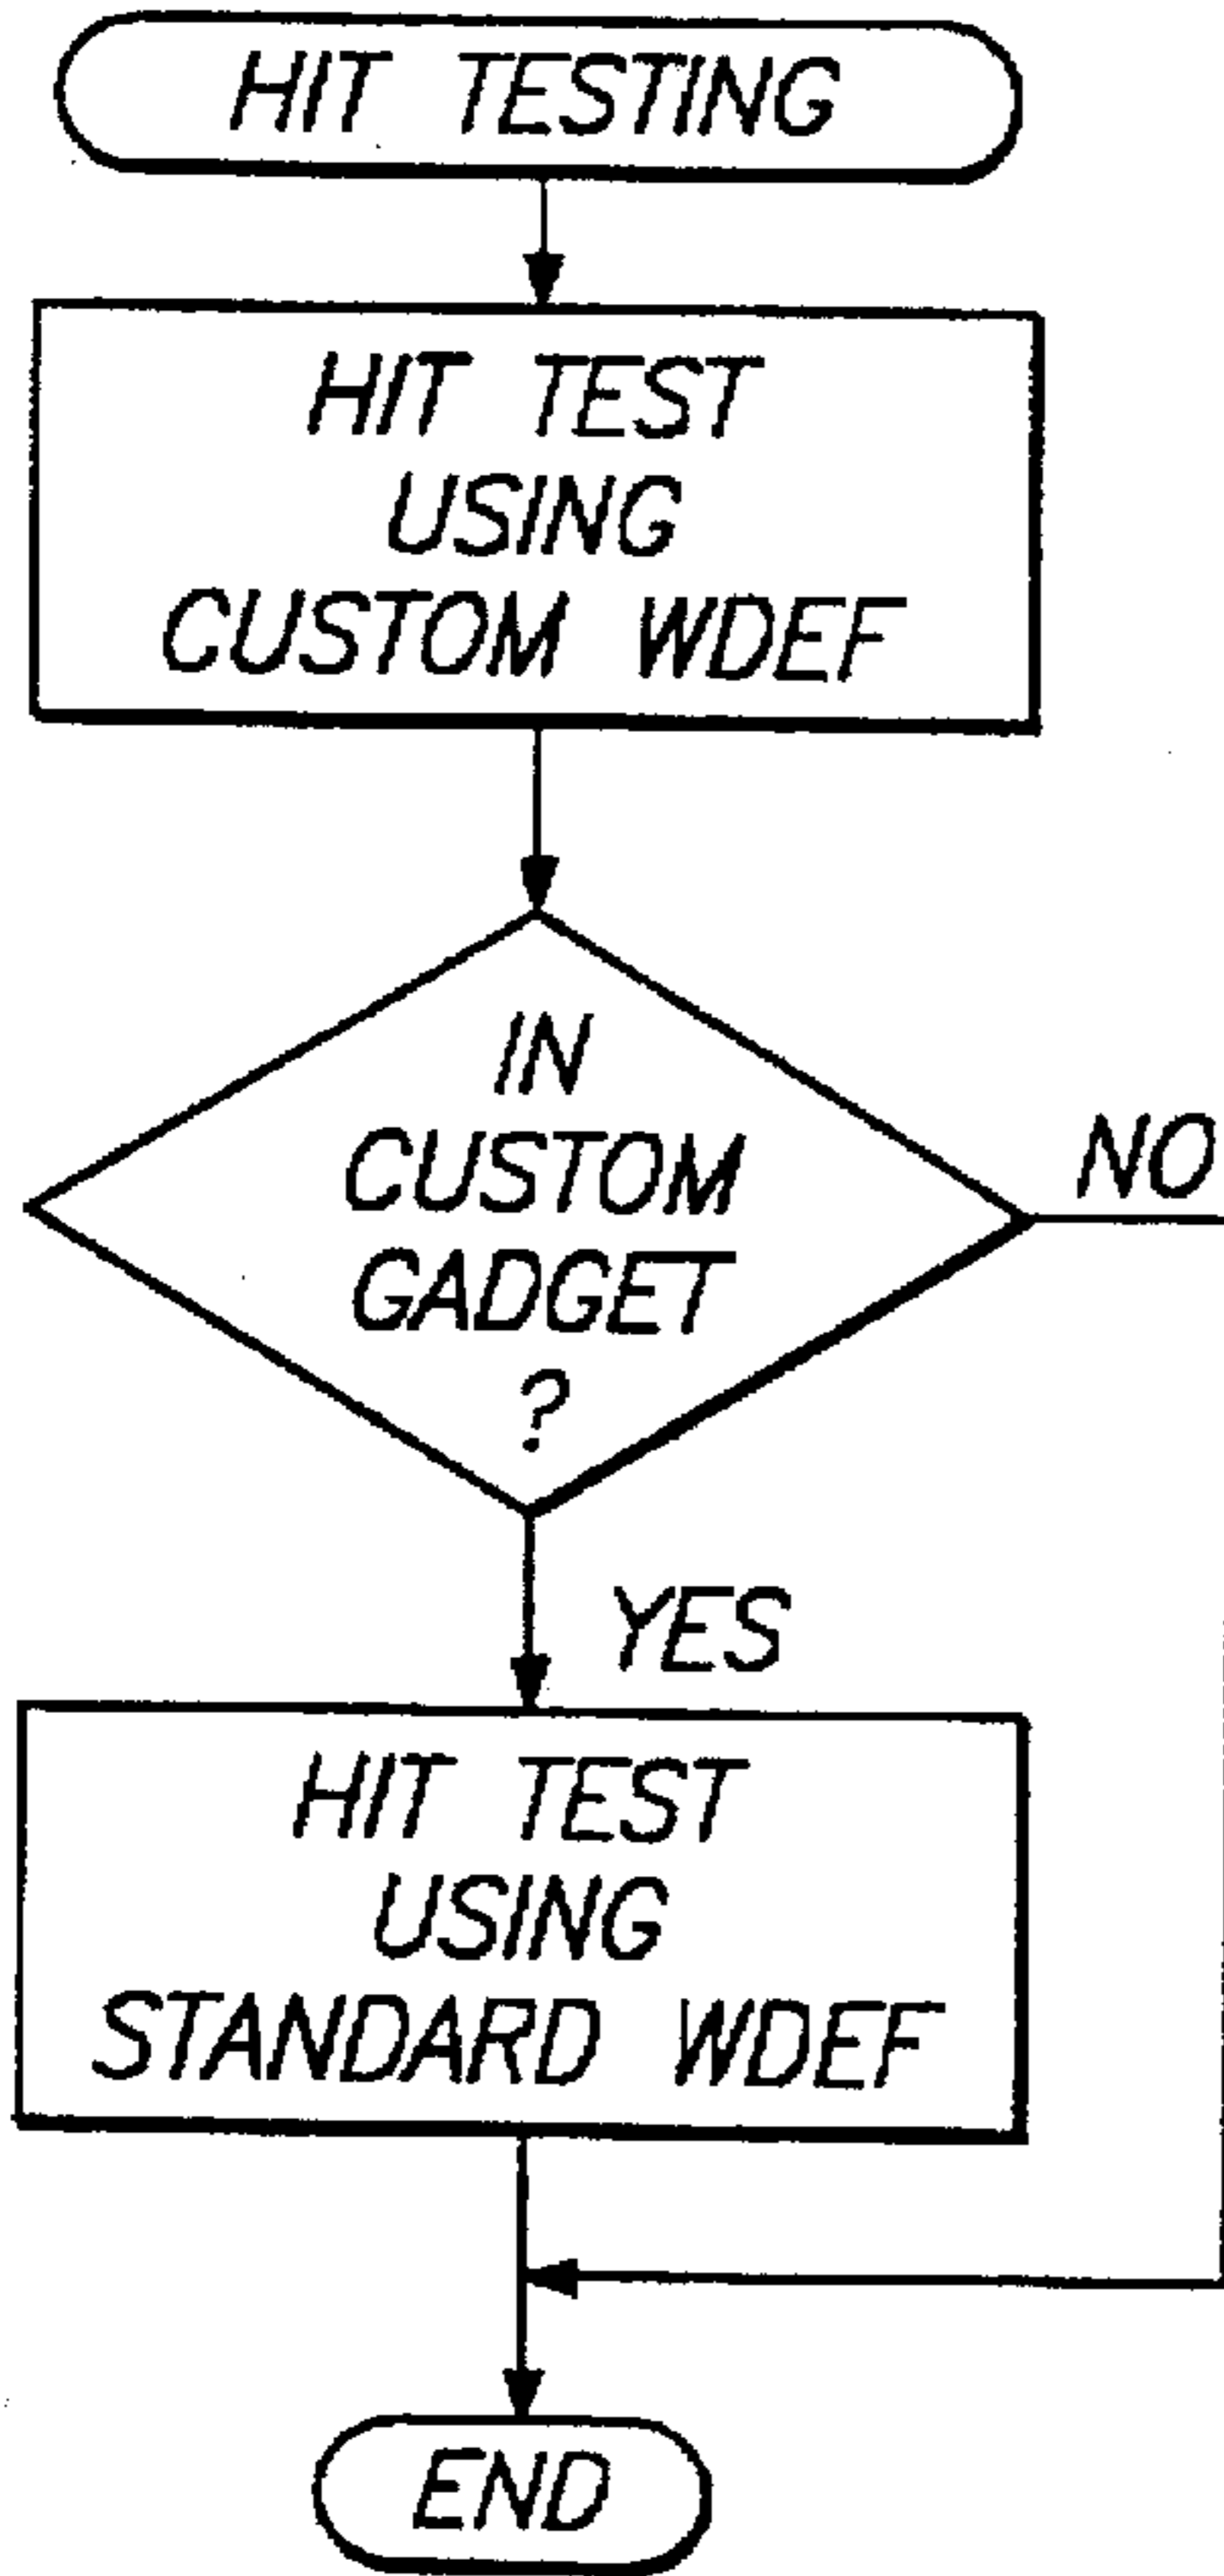 HIT TESTING
HIT TEST
USING
CUSTOM WDEF
IN
CUSTOM
GADGET
?
NO
YES
HIT TEST
USING
STANDARD WDEF
END